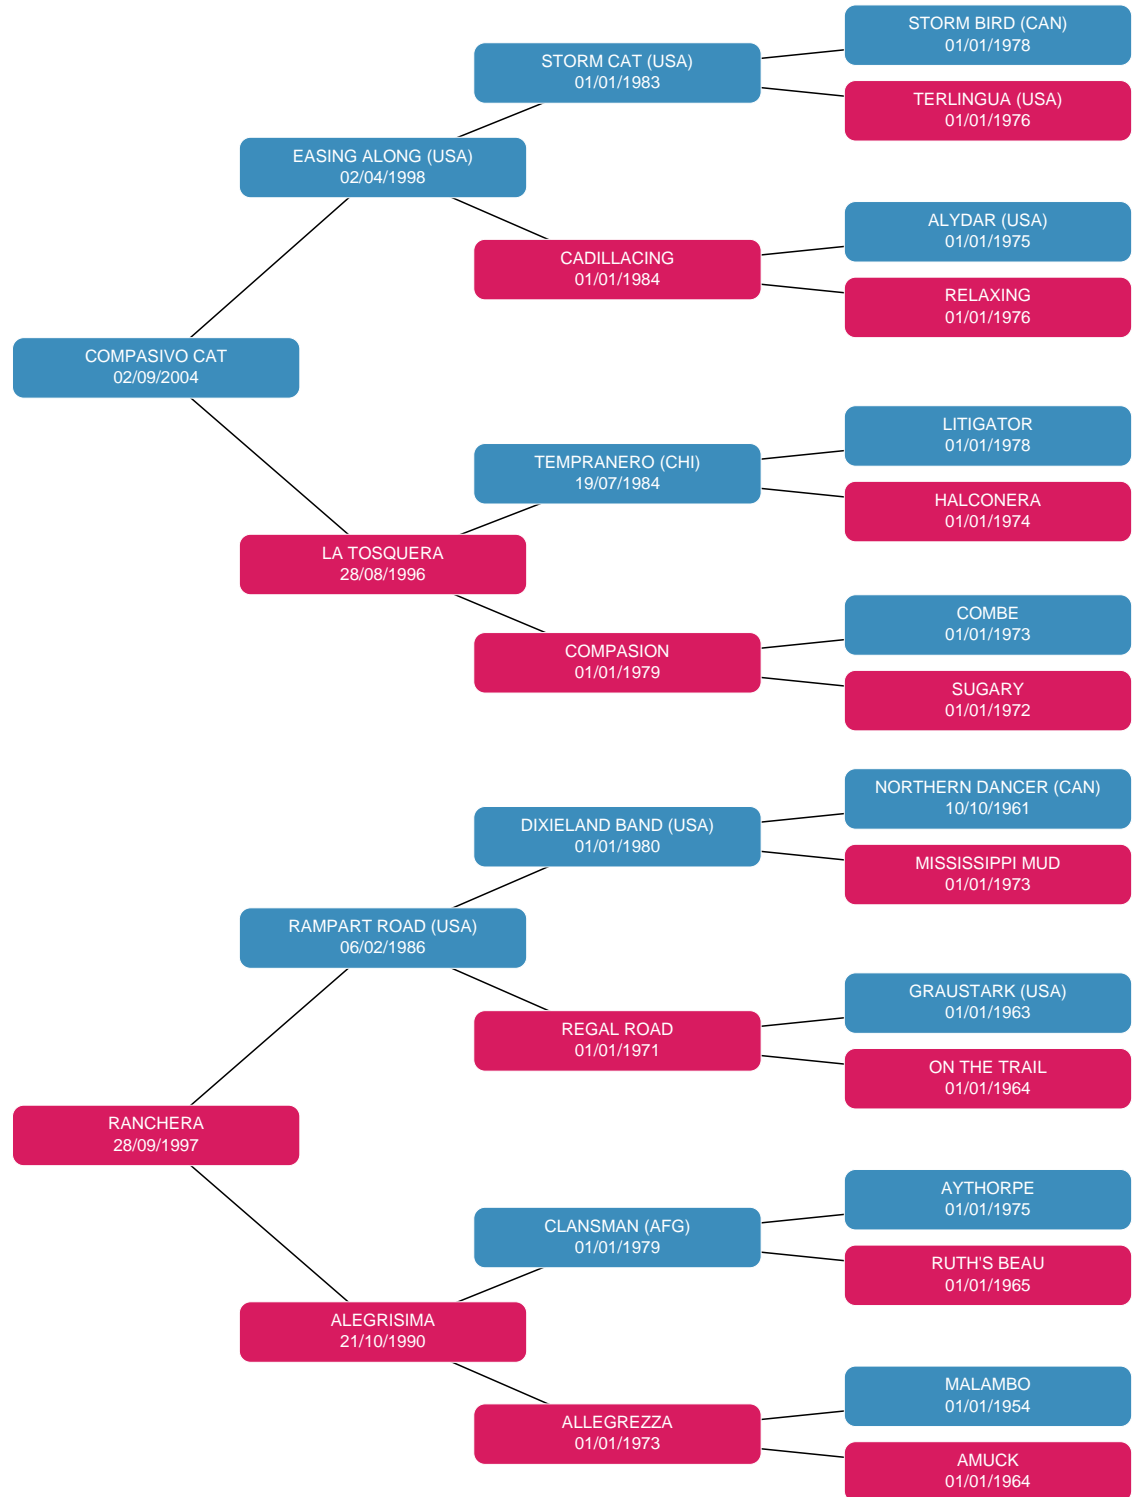 STORM BIRD (CAN)
01/01/1978
STORM CAT (USA)
01/01/1983
TERLINGUA (USA)
01/01/1976
EASING ALONG (USA)
02/04/1998
ALYDAR (USA)
01/01/1975
CADILLACING
01/01/1984
RELAXING
01/01/1976
COMPASIVO CAT
02/09/2004
LITIGATOR
01/01/1978
TEMPRANERO (CHI)
19/07/1984
HALCONERA
01/01/1974
LA TOSQUERA
28/08/1996
COMBE
01/01/1973
COMPASION
01/01/1979
SUGARY
01/01/1972
NORTHERN DANCER (CAN)
10/10/1961
DIXIELAND BAND (USA)
01/01/1980
MISSISSIPPI MUD
01/01/1973
RAMPART ROAD (USA)
06/02/1986
GRAUSTARK (USA)
01/01/1963
REGAL ROAD
01/01/1971
ON THE TRAIL
01/01/1964
RANCHERA
28/09/1997
AYTHORPE
01/01/1975
CLANSMAN (AFG)
01/01/1979
RUTH'S BEAU
01/01/1965
ALEGRISIMA
21/10/1990
MALAMBO
01/01/1954
ALLEGREZZA
01/01/1973
AMUCK
01/01/1964